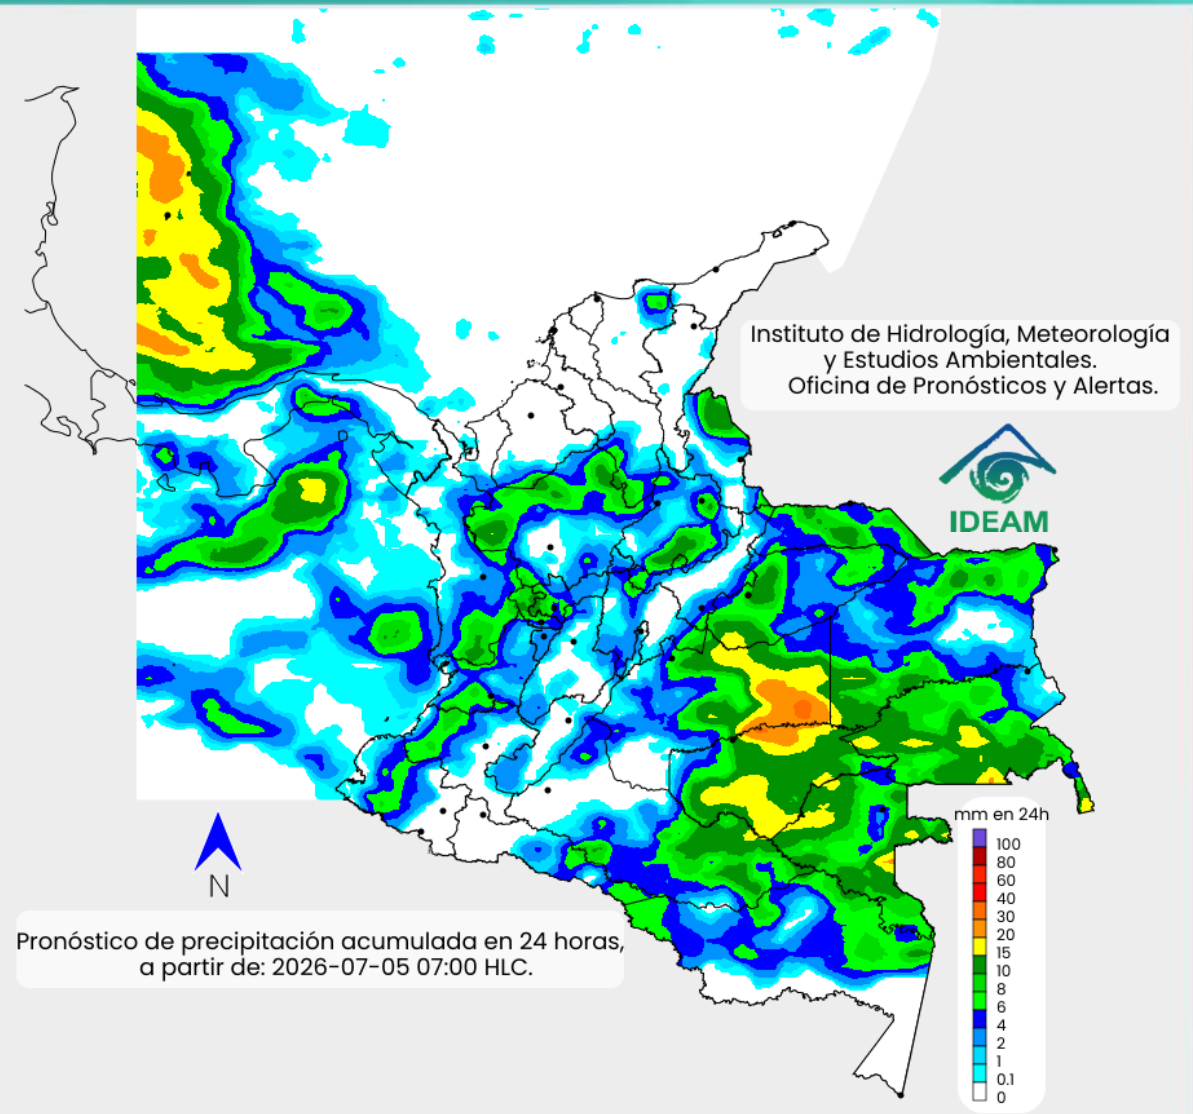 Instituto de Hidrología, Meteorología
y Estudios Ambientales.
Oficina de Pronósticos y Alertas.
IDEAM
mm en 24h
100
80
60
40
30
20
15
10
8
6
4
2
1
0.1
0
N
Pronóstico de precipitación acumulada en 24 horas,
a partir de: 2026-07-05 07:00 HLC.